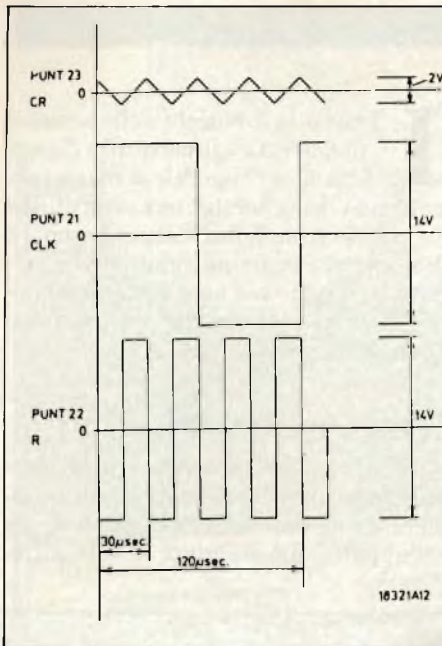 PUNT 23
CR
0
2V
PUNT 21
CLK
0
14V
PUNT 22
R
0
14V
30µsec.
120µsec.
18321A12